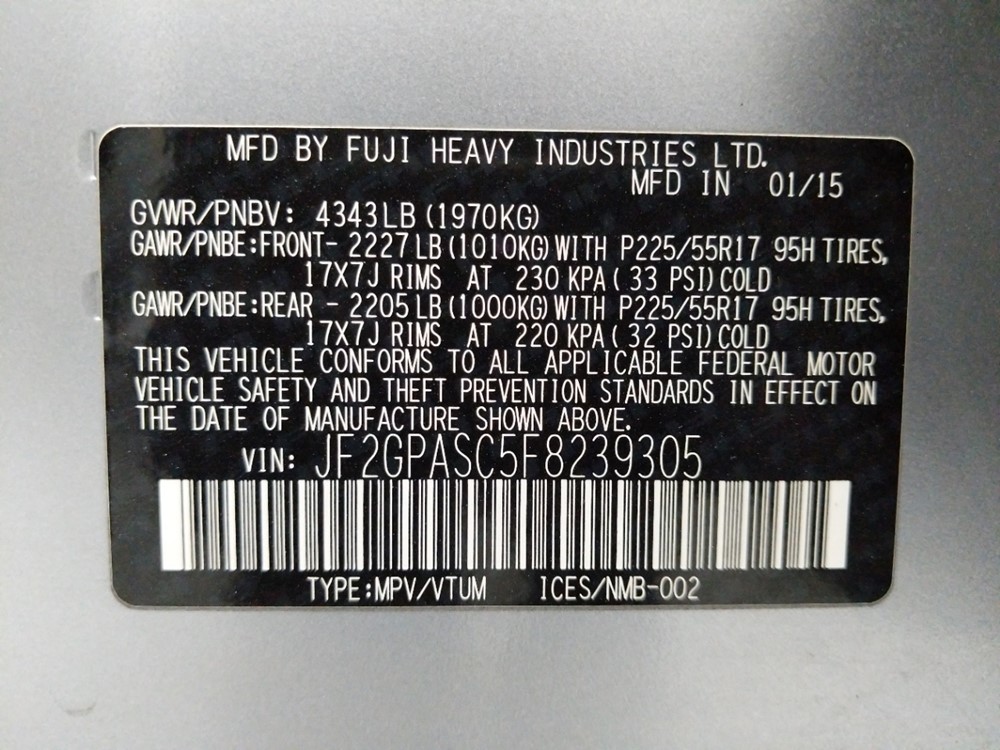 MFD BY FUJI HEAVY INDUSTRIES LTD.
MFD IN 01/15
GVWR/PNBV: 4343LB (1970KG)
GAWR/PNBE:FRONT- 2227 LB (1010KG) WITH P225/55R17 95H TIRES,
17X7J RIMS AT 230 KPA ( 33 PSI) COLD
GAWR/PNBE:REAR - 2205 LB (1000KG) WITH P225/55R17 95H TIRES,
17X7J RIMS AT 220 KPA ( 32 PSI) COLD
THIS VEHICLE CONFORMS TO ALL APPLICABLE FEDERAL MOTOR
VEHICLE SAFETY AND THEFT PREVENTION STANDARDS IN EFFECT ON
THE DATE OF MANUFACTURE SHOWN ABOVE.
VIN: JF2GPASC5F8239305
TYPE:MPV/VTUM ICES/NMB-002